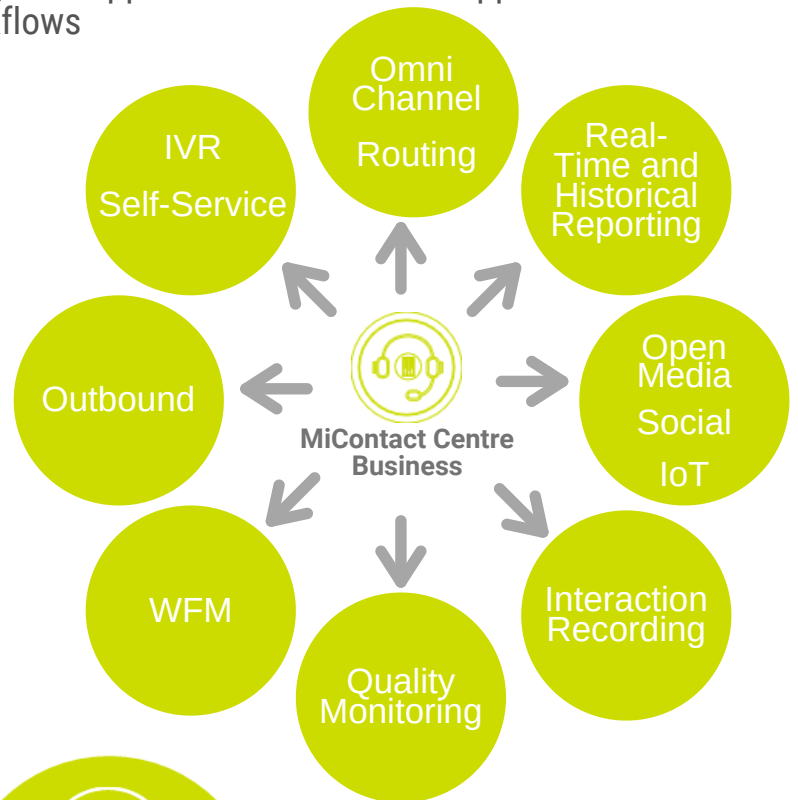 flows
Omni
Channel
Routing
Real-
Time and
Historical
Reporting
IVR
Self-Service
Open
Media
Social
IoT
Outbound
MiContact Centre
Business
WFM
Interaction
Recording
Quality
Monitoring